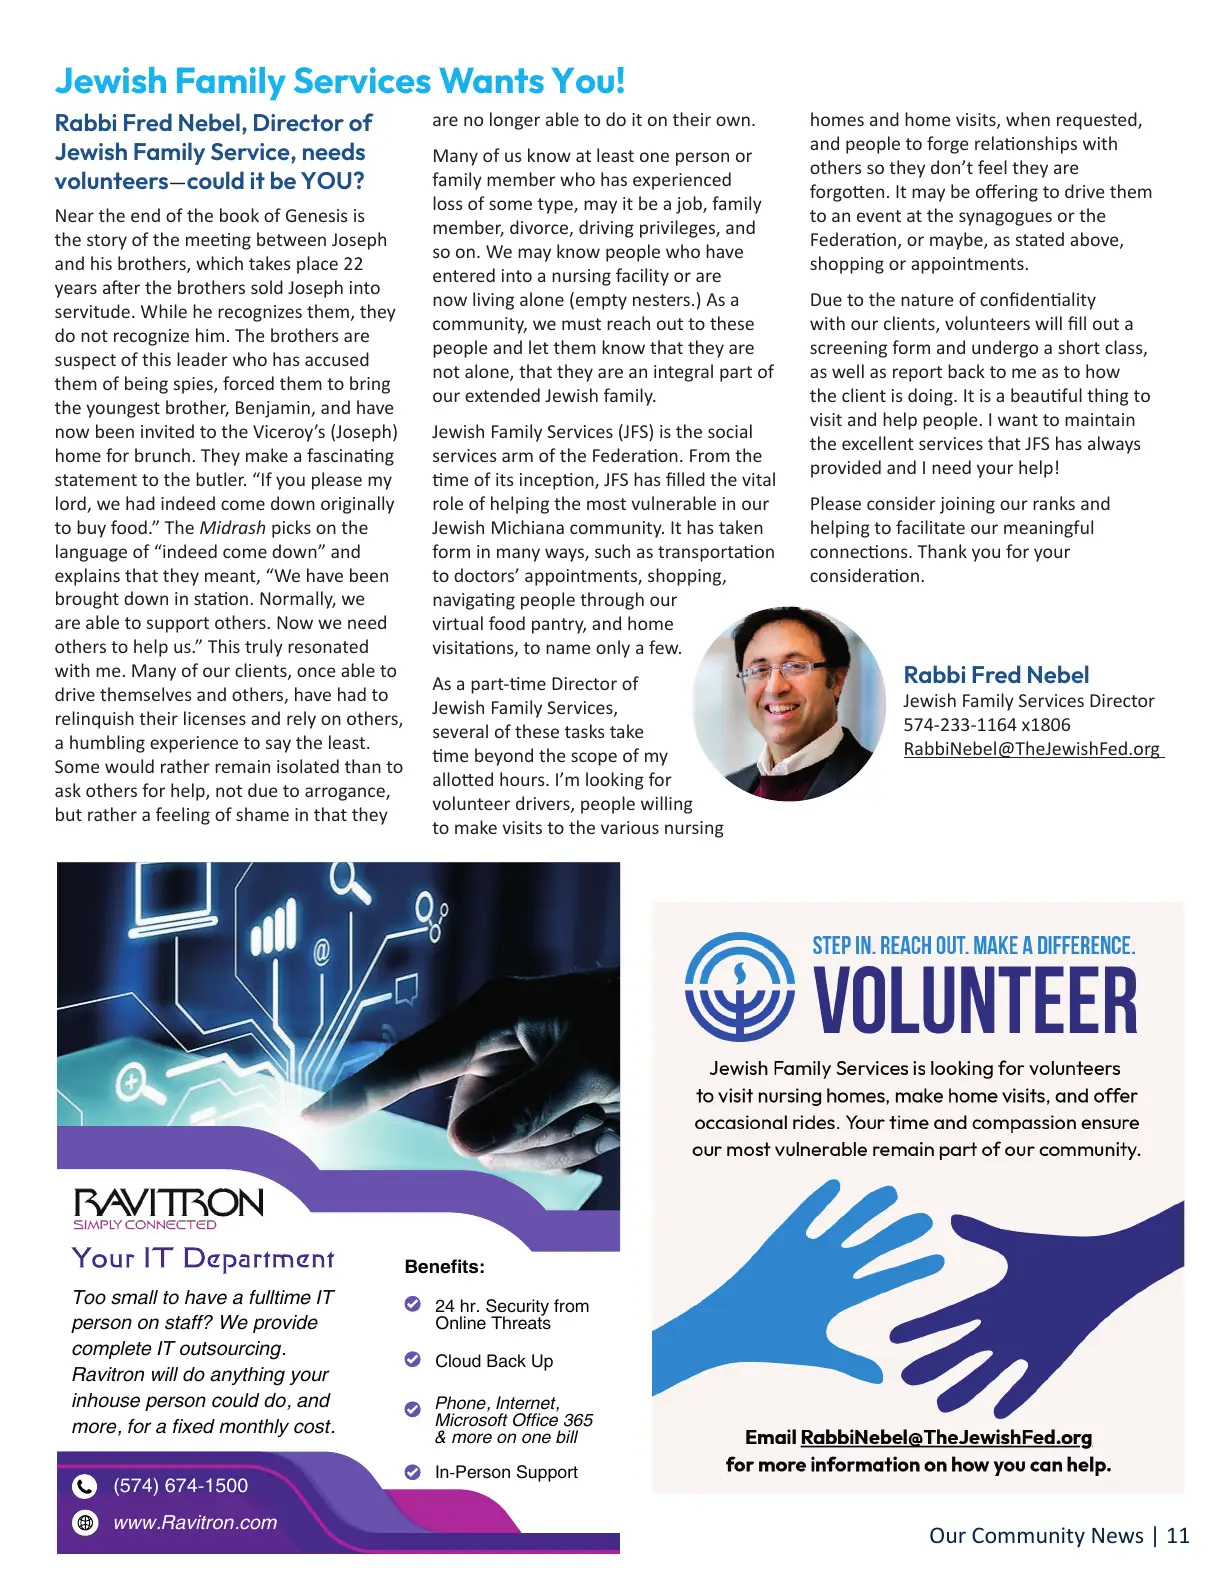 Jewish Family Services Wants You!
Rabbi Fred Nebel, Director of
Jewish Family Service, needs
volunteers—could it be YOU?
Near the end of the book of Genesis is
the story of the meeting between Joseph
and his brothers, which takes place 22
years after the brothers sold Joseph into
servitude. While he recognizes them, they
do not recognize him. The brothers are
suspect of this leader who has accused
them of being spies, forced them to bring
the youngest brother, Benjamin, and have
now been invited to the Viceroy's (Joseph)
home for brunch. They make a fascinating
statement to the butler. “If you please my
lord, we had indeed come down originally
to buy food.” The Midrash picks on the
language of “indeed come down” and
explains that they meant, “We have been
brought down in station. Normally, we
are able to support others. Now we need
others to help us.” This truly resonated
with me. Many of our clients, once able to
drive themselves and others, have had to
relinquish their licenses and rely on others,
a humbling experience to say the least.
Some would rather remain isolated than to
ask others for help, not due to arrogance,
but rather a feeling of shame in that they
are no longer able to do it on their own.
Many of us know at least one person or
family member who has experienced
loss of some type, may it be a job, family
member, divorce, driving privileges, and
so on. We may know people who have
entered into a nursing facility or are
now living alone (empty nesters.) As a
community, we must reach out to these
people and let them know that they are
not alone, that they are an integral part of
our extended Jewish family.
Jewish Family Services (JFS) is the social
services arm of the Federation. From the
time of its inception, JFS has filled the vital
role of helping the most vulnerable in our
Jewish Michiana community. It has taken
form in many ways, such as transportation
to doctors’ appointments, shopping,
navigating people through our
virtual food pantry, and home
visitations, to name only a few.
As a part-time Director of
Jewish Family Services,
several of these tasks take
time beyond the scope of my
allotted hours. I’m looking for
volunteer drivers, people willing
to make visits to the various nursing
homes and home visits, when requested,
and people to forge relationships with
others so they don’t feel they are
forgotten. It may be offering to drive them
to an event at the synagogues or the
Federation, or maybe, as stated above,
shopping or appointments.
Due to the nature of confidentiality
with our clients, volunteers will fill out a
screening form and undergo a short class,
as well as report back to me as to how
the client is doing. It is a beautiful thing to
visit and help people. I want to maintain
the excellent services that JFS has always
provided and I need your help!
Please consider joining our ranks and
helping to facilitate our meaningful
connections. Thank you for your
consideration.
Rabbi Fred Nebel
Jewish Family Services Director
574-233-1164 x1806
RabbiNebel@TheJewishFed.org
@
RAVITRON
SIMPLY CONNECTED
Your IT Department
Too small to have a fulltime IT
person on staff? We provide
complete IT outsourcing.
Ravitron will do anything your
inhouse person could do, and
more, for a fixed monthly cost.
Benefits:
24 hr. Security from
Online Threats
Cloud Back Up
Phone, Internet,
Microsoft Office 365
& more on one bill
In-Person Support
(574) 674-1500
www.Ravitron.com
STEP IN. REACH OUT. MAKE A DIFFERENCE.
VOLUNTEER
Jewish Family Services is looking for volunteers
to visit nursing homes, make home visits, and offer
occasional rides. Your time and compassion ensure
our most vulnerable remain part of our community.
Email RabbiNebel@TheJewishFed.org
for more information on how you can help.
Our Community News | 11